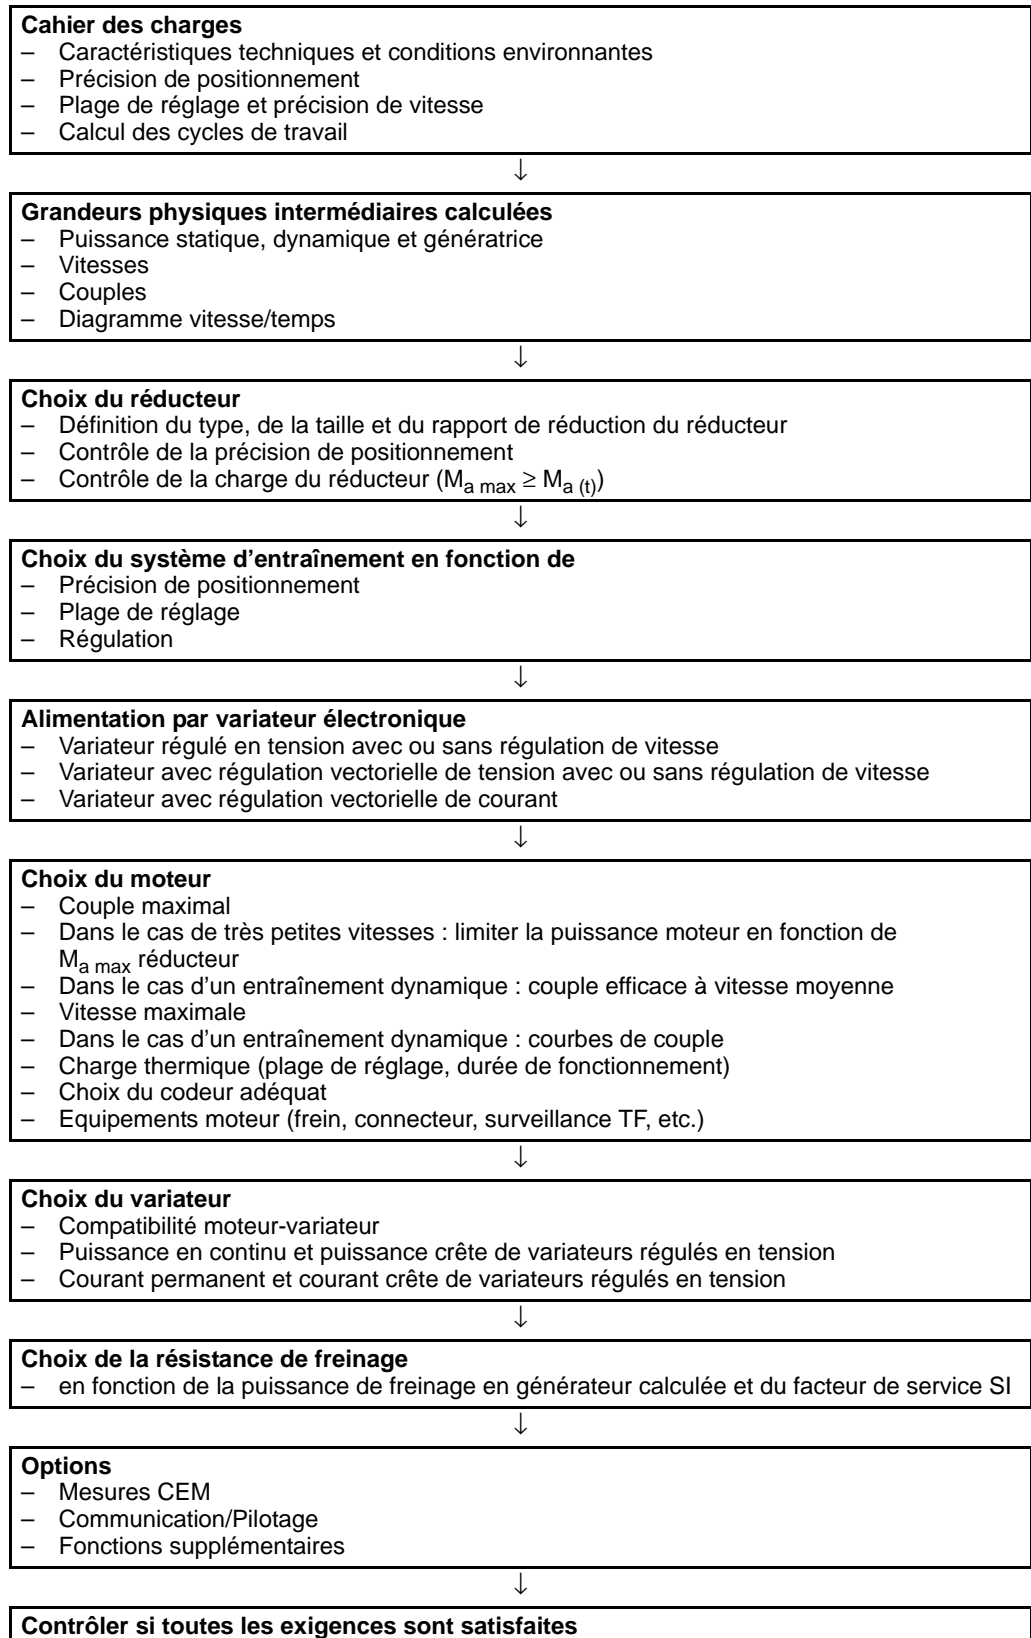 Cahier des charges
– Caractéristiques techniques et conditions environnantes
– Précision de positionnement
– Plage de réglage et précision de vitesse
– Calcul des cycles de travail
↓
Grandeurs physiques intermédiaires calculées
– Puissance statique, dynamique et génératrice
– Vitesses
– Couples
– Diagramme vitesse/temps
↓
Choix du réducteur
– Définition du type, de la taille et du rapport de réduction du réducteur
– Contrôle de la précision de positionnement
– Contrôle de la charge du réducteur (Ma max ≥ Ma (t))
↓
Choix du système d'entraînement en fonction de
– Précision de positionnement
– Plage de réglage
– Régulation
↓
Alimentation par variateur électronique
– Variateur régulé en tension avec ou sans régulation de vitesse
– Variateur avec régulation vectorielle de tension avec ou sans régulation de vitesse
– Variateur avec régulation vectorielle de courant
↓
Choix du moteur
– Couple maximal
– Dans le cas de très petites vitesses : limiter la puissance moteur en fonction de
Ma max réducteur
– Dans le cas d'un entraînement dynamique : couple efficace à vitesse moyenne
– Vitesse maximale
– Dans le cas d'un entraînement dynamique : courbes de couple
– Charge thermique (plage de réglage, durée de fonctionnement)
– Choix du codeur adéquat
– Equipements moteur (frein, connecteur, surveillance TF, etc.)
↓
Choix du variateur
– Compatibilité moteur-variateur
– Puissance en continu et puissance crête de variateurs régulés en tension
– Courant permanent et courant crête de variateurs régulés en tension
↓
Choix de la résistance de freinage
– en fonction de la puissance de freinage en générateur calculée et du facteur de service SI
↓
Options
– Mesures CEM
– Communication/Pilotage
– Fonctions supplémentaires
↓
Contrôler si toutes les exigences sont satisfaites